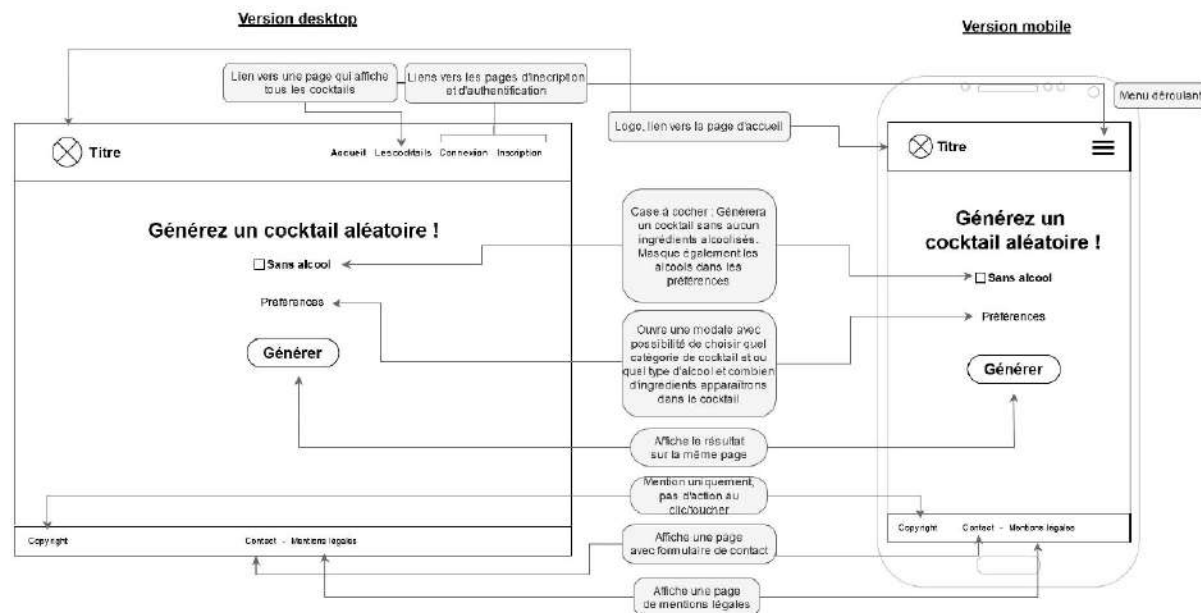 Version desktop
Version mobile
Lien vers une page qui affiche
tous les cocktails
Liens vers les pages d'inscription
et d'authentification
Menu déroulant
Logo, lien vers la page d'accueil
Titre
Accueil Les cocktails Connexion Inscription
Titre
Générez un cocktail aléatoire !
Sans alcool
Préférences
Générer
Case à cocher : Générera
un cocktail sans aucun
ingrédients alcoolisés.
Masque également les
alcools dans les
préférences
Ouvre une modale avec
possibilité de choisir quel
catégorie de cocktail et ou
quel type d'alcool et combien
d'ingrédients apparaîtrons
dans le cocktail
Affiche le résultat
sur la même page
Mention uniquement,
pas d'action au
clic/toucher
Affiche une page
avec formulaire de contact
Affiche une page
de mentions légales
Générez un
cocktail aléatoire !
Sans alcool
Préférences
Générer
Copyright Contact - Mentions légales
Copyright Contact - Mentions légales